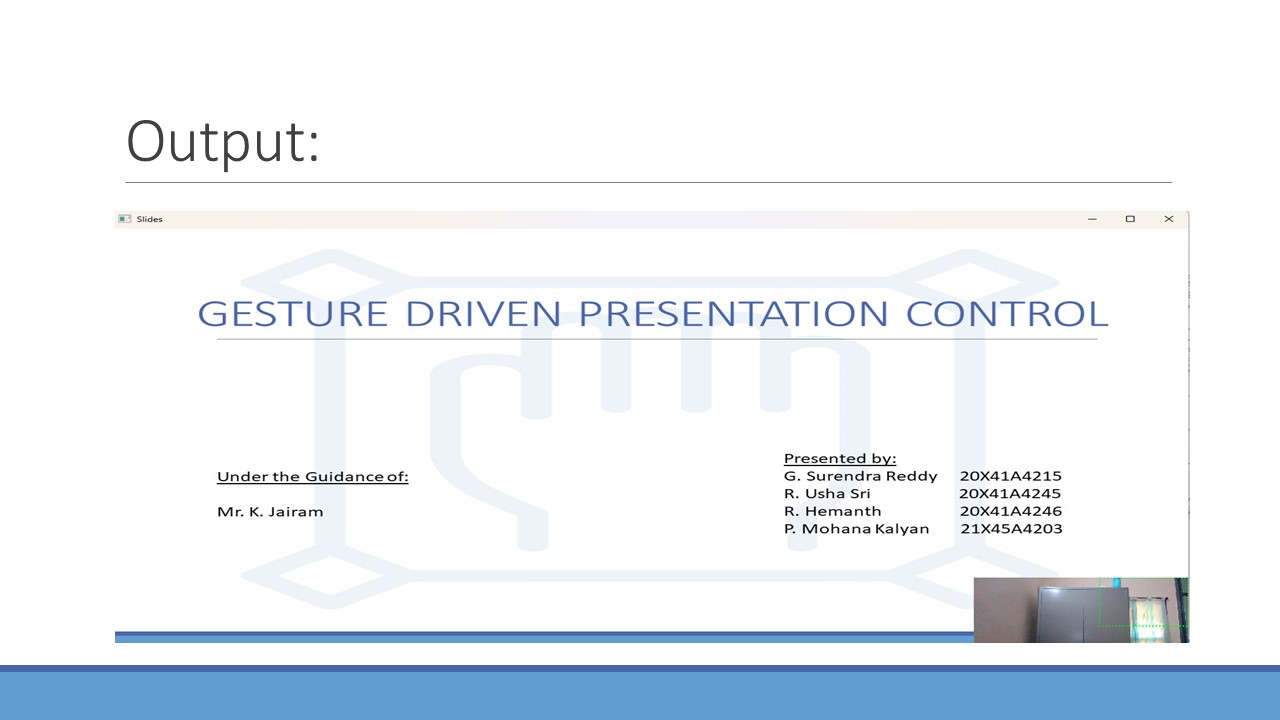 Output:
Slides
GESTURE DRIVEN PRESENTATION CONTROL
Under the Guidance of:
Mr. K. Jairam
Presented by:
G. Surendra Reddy 20X41A4215
R. Usha Sri 20X41A4245
R. Hemanth 20X41A4246
P. Mohana Kalyan 21X45A4203